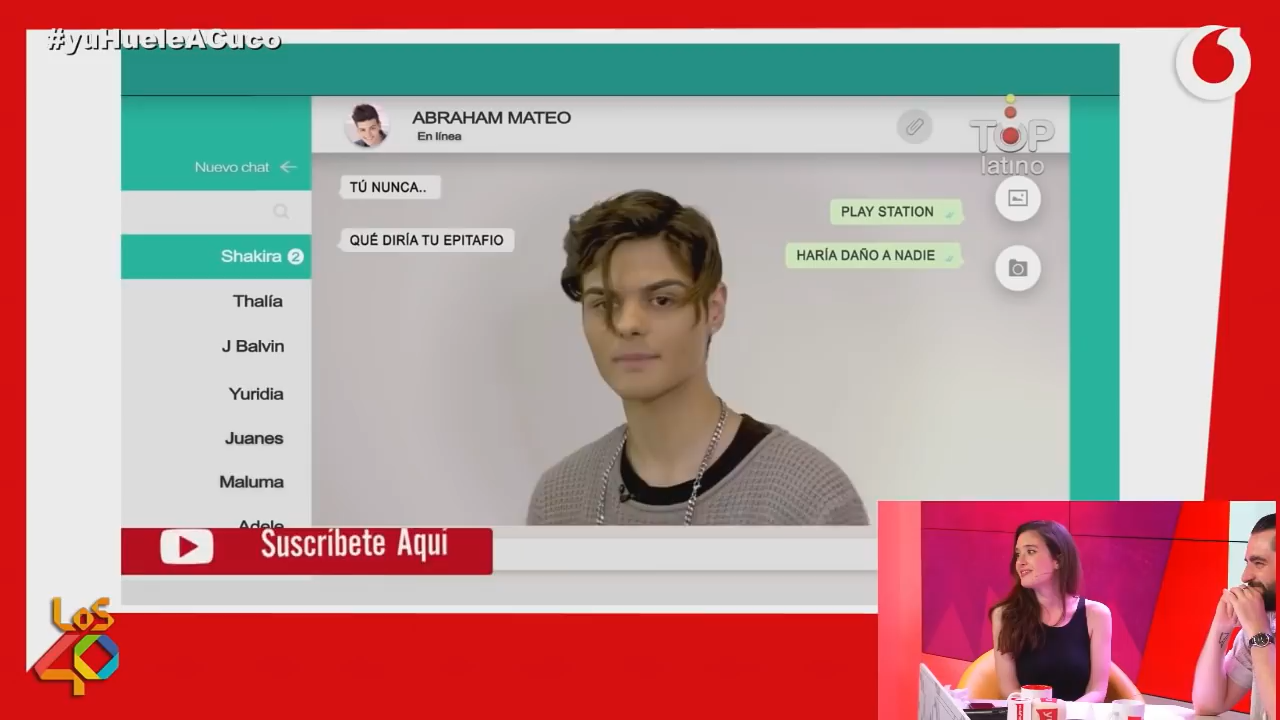 #yuHueleACuco
ABRAHAM MATEO
En línea
TOP
latino
Nuevo chat
TÚ NUNCA..
PLAY STATION
QUÉ DIRÍA TU EPITAFIO
HARÍA DAÑO A NADIE
Shakira 2
Thalía
J Balvin
Yuridia
Juanes
Maluma
Adele
Suscríbete Aquí
Los
40